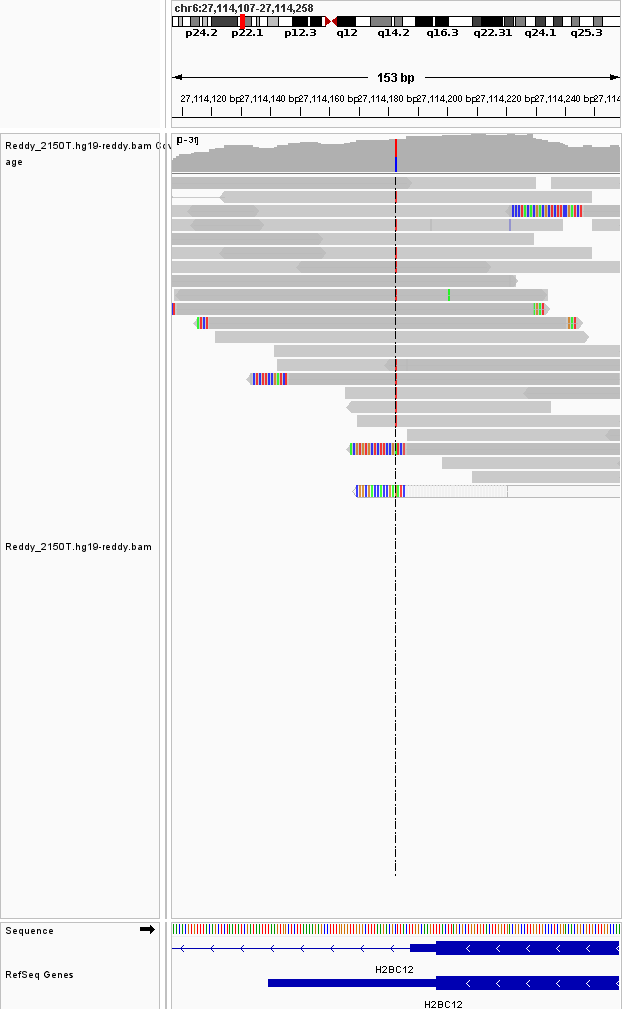 chr6:27,114,107-27,114,258
p24.2 p22.1 p12.3 q12 q14.2 q16.3 q22.31 q24.1 q25.3
153 bp
27,114,120 bp 27,114,140 bp 27,114,160 bp 27,114,180 bp 27,114,200 bp 27,114,220 bp 27,114,240 bp 27,114
Reddy_2150T.hg19-reddy.bam Cov
age
[0-31]
Reddy_2150T.hg19-reddy.bam
Sequence
H2BC12
RefSeq Genes
H2BC12